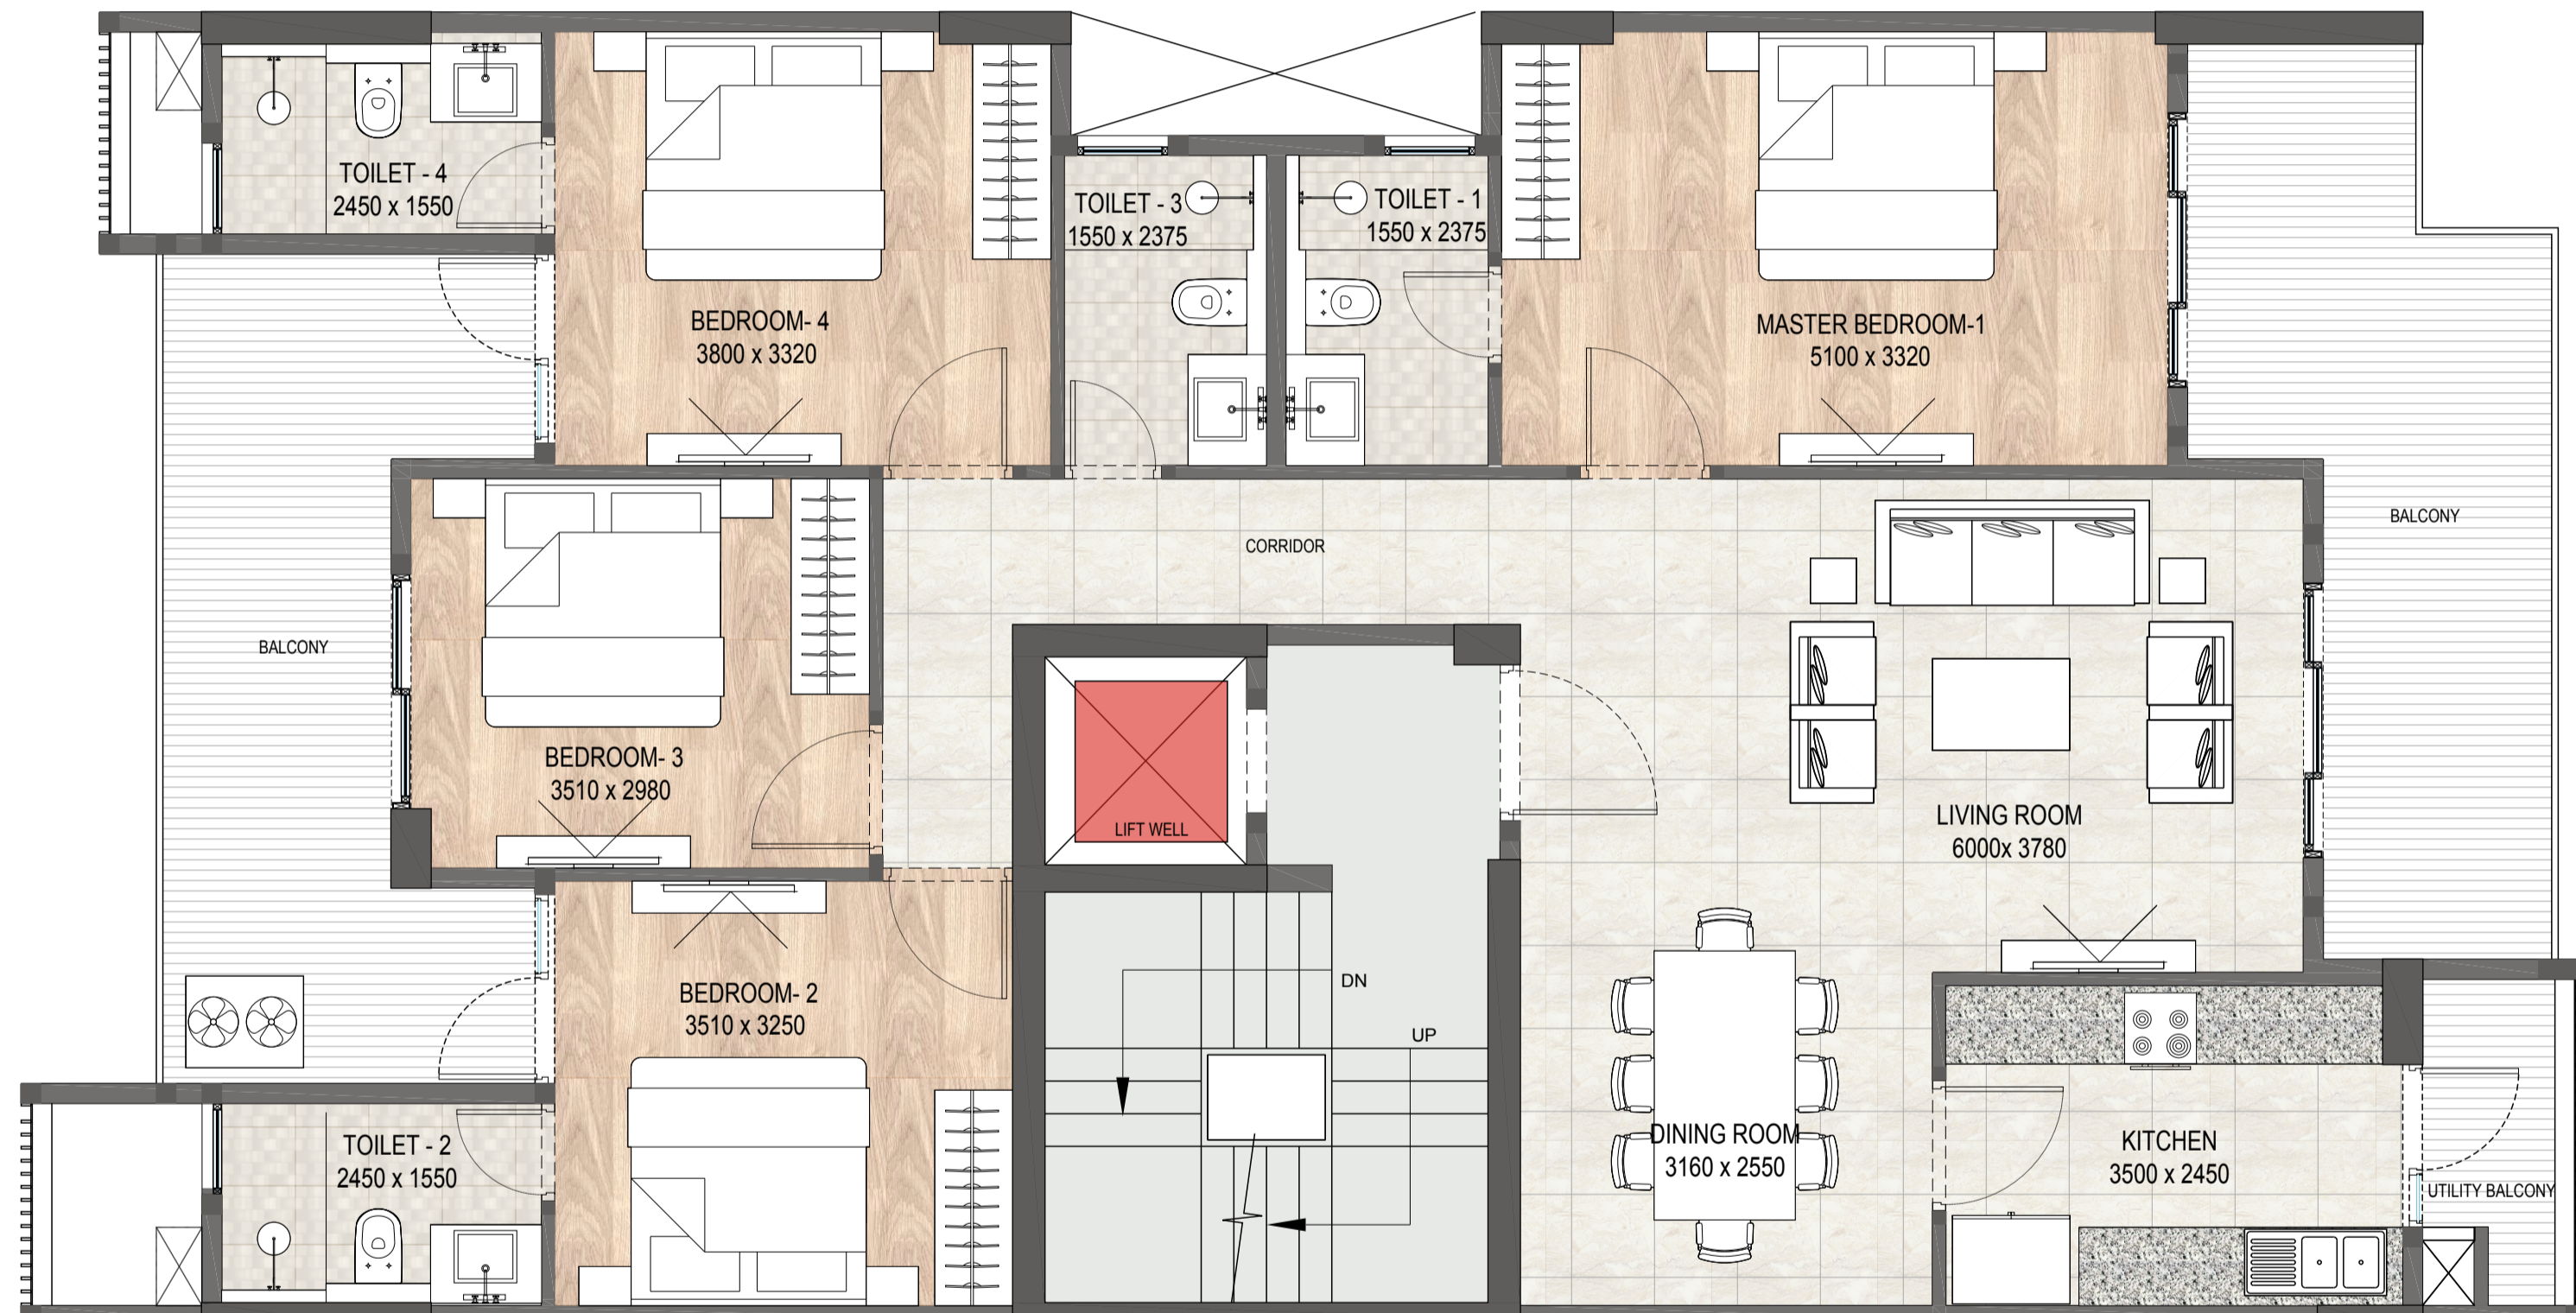 TOILET - 4
2450 x 1550
TOILET - 3
1550 x 2375
TOILET - 1
1550 x 2375
BEDROOM- 4
3800 x 3320
MASTER BEDROOM-1
5100 x 3320
CORRIDOR
BALCONY
BALCONY
BEDROOM- 3
3510 x 2980
LIFT WELL
LIVING ROOM
6000x 3780
BEDROOM- 2
3510 x 3250
DN
UP
TOILET - 2
2450 x 1550
DINING ROOM
3160 x 2550
KITCHEN
3500 x 2450
UTILITY BALCONY